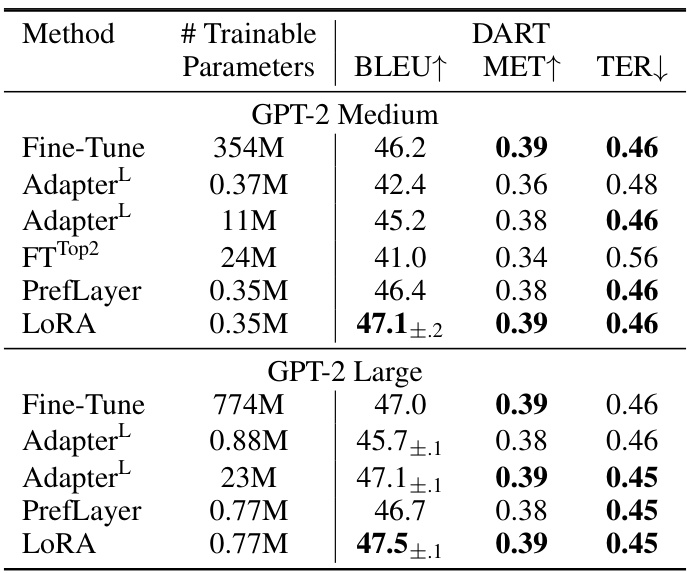 Method # Trainable DART
Parameters BLEU↑ MET↑ TER↓
GPT-2 Medium
Fine-Tune 354M 46.2 0.39 0.46
Adapter^L 0.37M 42.4 0.36 0.48
Adapter^L 11M 45.2 0.38 0.46
FT^Top2 24M 41.0 0.34 0.56
PrefLayer 0.35M 46.4 0.38 0.46
LoRA 0.35M 47.1±.2 0.39 0.46
GPT-2 Large
Fine-Tune 774M 47.0 0.39 0.46
Adapter^L 0.88M 45.7±.1 0.38 0.46
Adapter^L 23M 47.1±.1 0.39 0.45
PrefLayer 0.77M 46.7 0.38 0.45
LoRA 0.77M 47.5±.1 0.39 0.45